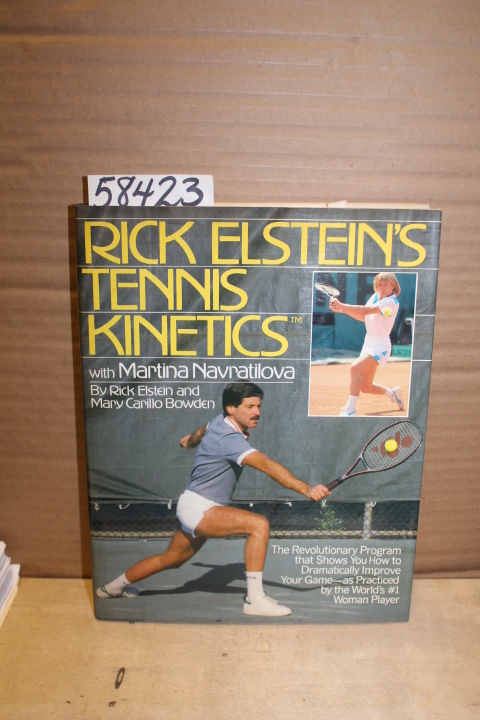 58423
RICK ELSTEIN'S
TENNIS
KINETICS™
with Martina Navratilova
By Rick Elstein and
Mary Carillo Bowden
The Revolutionary Program
that Shows You How to
Dramatically Improve
Your Game—as Practiced
by the World's #1
Woman Player